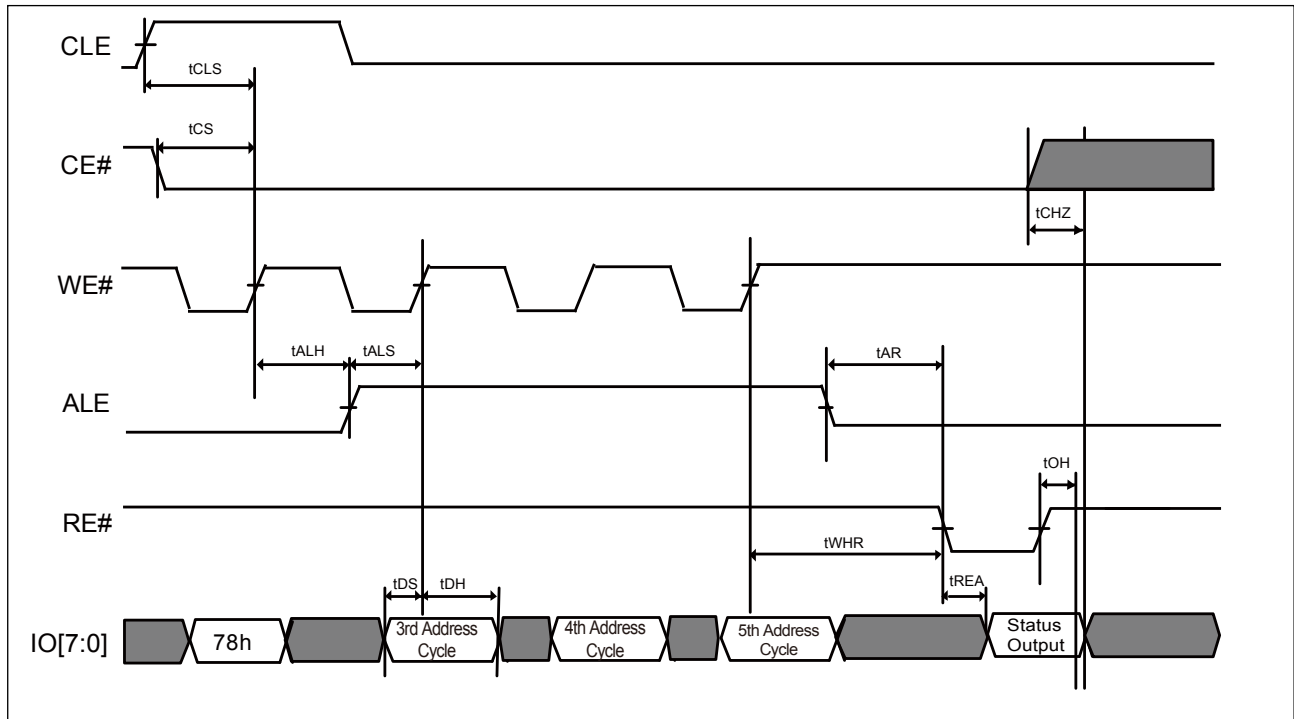 CLE
tCLS
tCS
CE#
tCHZ
WE#
tALH
tALS
tAR
ALE
tOH
RE#
tWHR
tDS
tDH
tREA
IO[7:0]
78h
3rd Address
Cycle
4th Address
Cycle
5th Address
Cycle
Status
Output